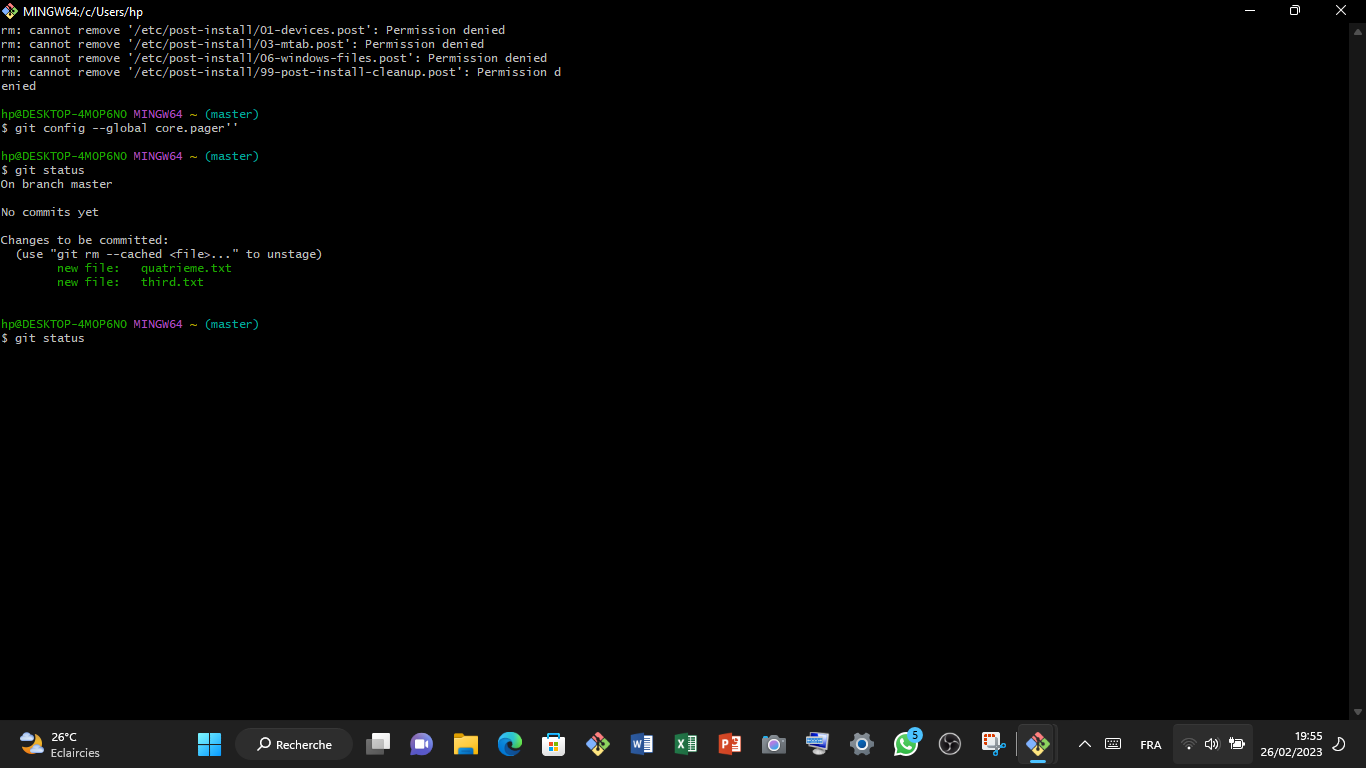 MINGW64:/c/Users/hp
rm: cannot remove '/etc/post-install/01-devices.post': Permission denied
rm: cannot remove '/etc/post-install/03-mtab.post': Permission denied
rm: cannot remove '/etc/post-install/06-windows-files.post': Permission denied
rm: cannot remove '/etc/post-install/99-post-install-cleanup.post': Permission d
enied
hp@DESKTOP-4MOP6NO MINGW64 ~ (master)
$ git config --global core.pager''
hp@DESKTOP-4MOP6NO MINGW64 ~ (master)
$ git status
On branch master
No commits yet
Changes to be committed:
(use "git rm --cached <file>..." to unstage)
new file: quatrieme.txt
new file: third.txt
hp@DESKTOP-4MOP6NO MINGW64 ~ (master)
$ git status
26°C
Eclaircies
Recherche
5
FRA
19:55
26/02/2023